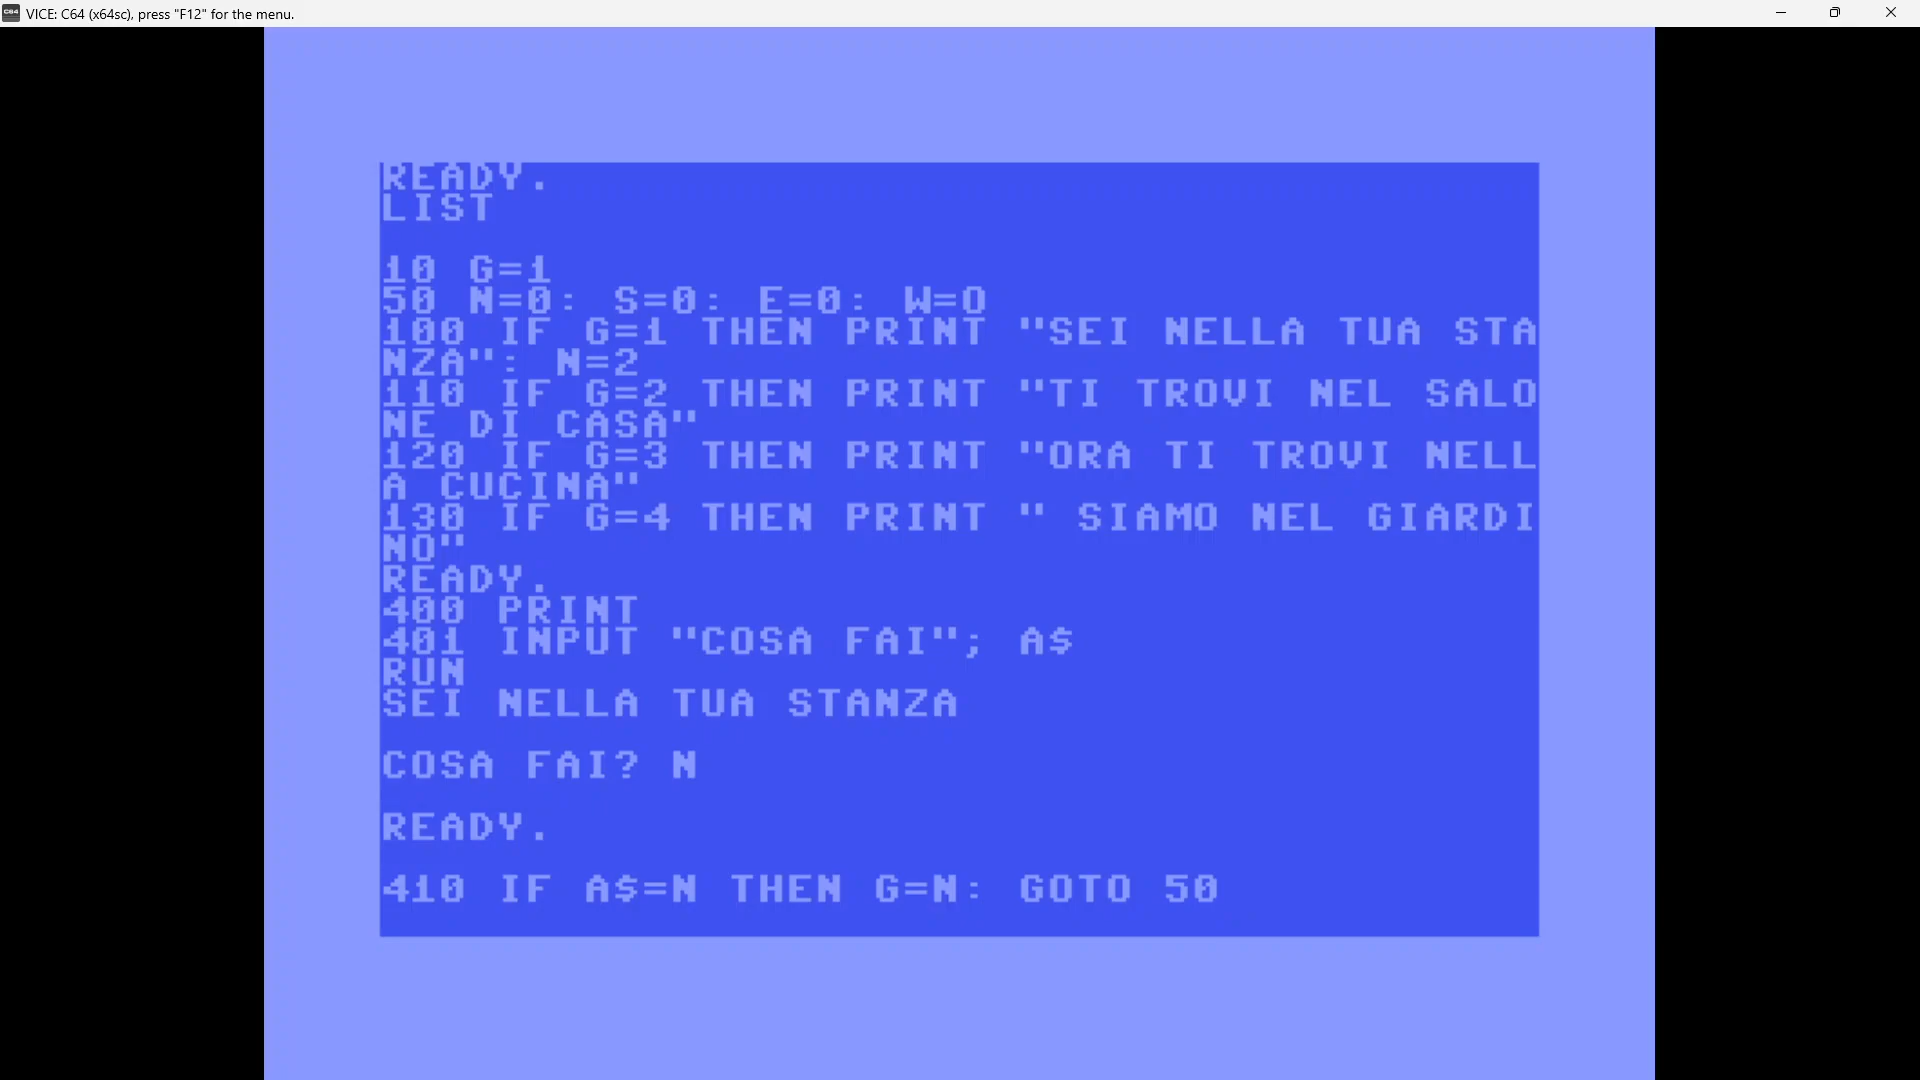 VICE: C64 (x64sc), press "F12" for the menu.
READY.
LIST
10 G=1
50 N=0: S=0: E=0: W=O
100 IF G=1 THEN PRINT "SEI NELLA TUA STA
NZA": N=2
110 IF G=2 THEN PRINT "TI TROVI NEL SALO
NE DI CASA"
120 IF G=3 THEN PRINT "ORA TI TROVI NELL
A CUCINA"
130 IF G=4 THEN PRINT " SIAMO NEL GIARDI
NO"
READY.
400 PRINT
401 INPUT "COSA FAI"; A$
RUN
SEI NELLA TUA STANZA
COSA FAI? N
READY.
410 IF A$=N THEN G=N: GOTO 50